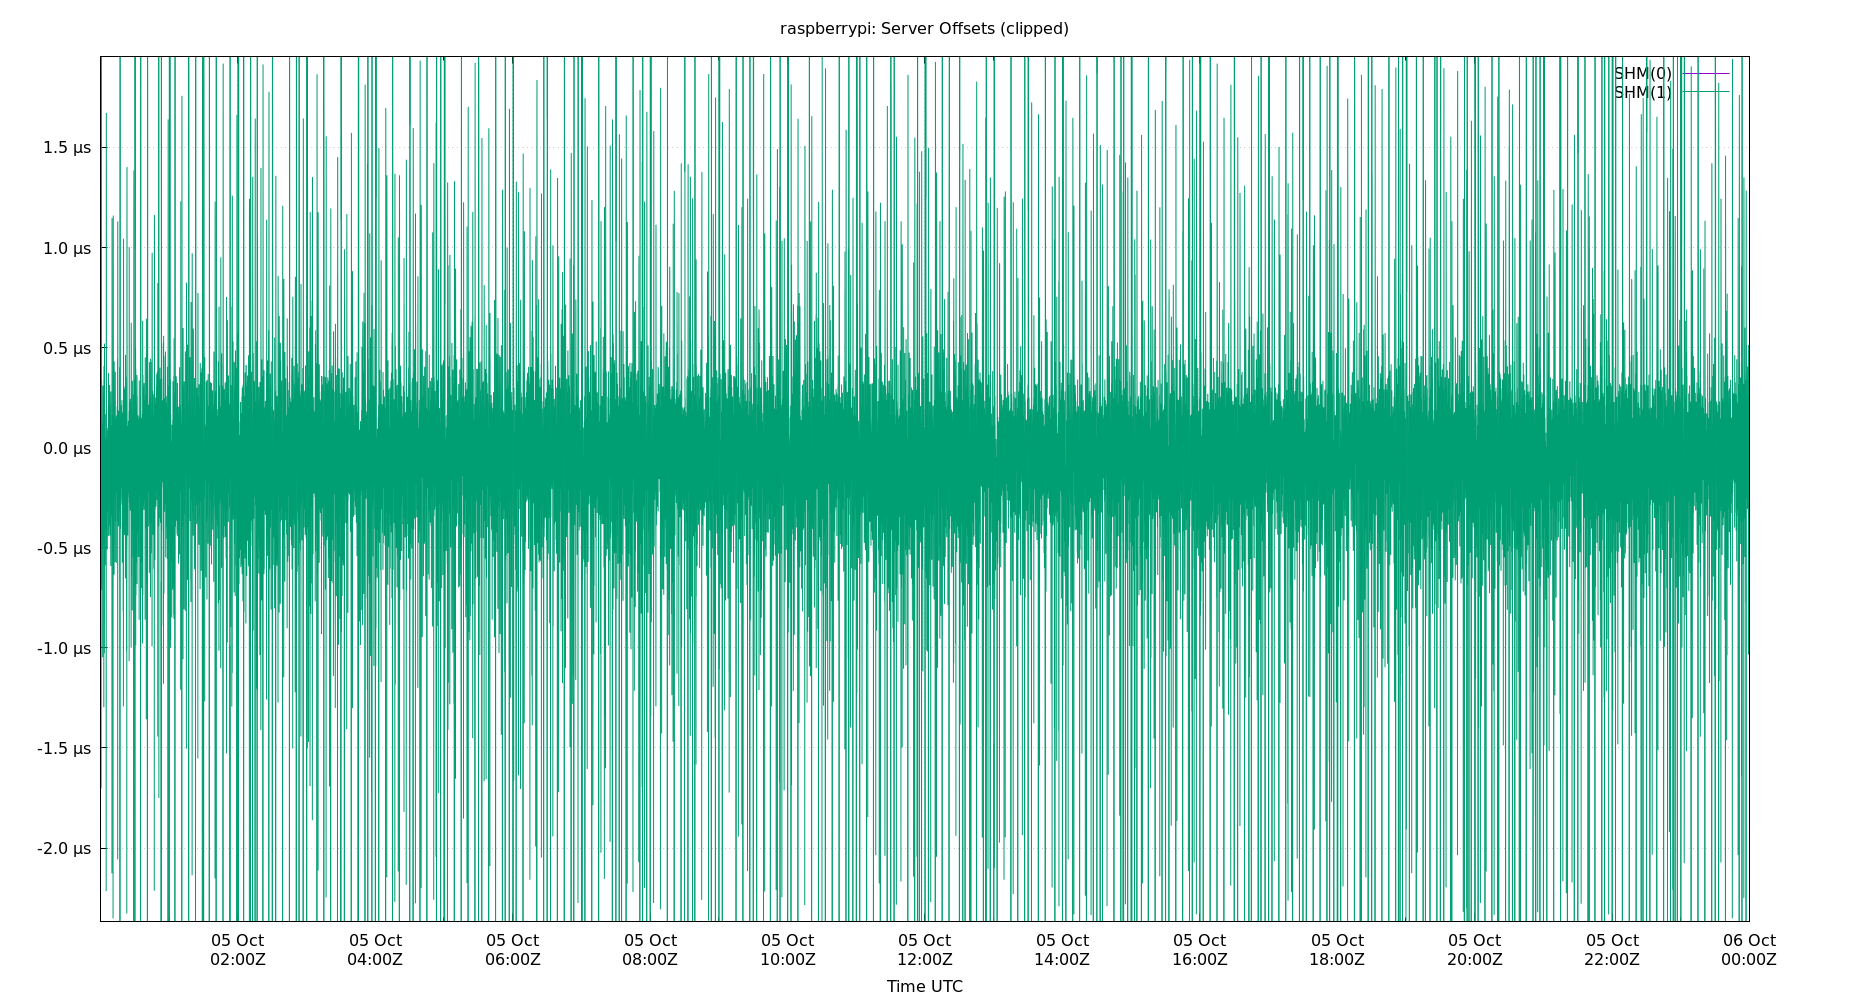 raspberrypi: Server Offsets (clipped)
SHM(0)
SHM(1)
1.5 µs
1.0 µs
0.5 µs
0.0 µs
-0.5 µs
-1.0 µs
-1.5 µs
-2.0 µs
05 Oct 05 Oct 05 Oct 05 Oct 05 Oct 05 Oct 05 Oct 05 Oct 05 Oct 05 Oct 05 Oct 06 Oct
02:00Z 04:00Z 06:00Z 08:00Z 10:00Z 12:00Z 14:00Z 16:00Z 18:00Z 20:00Z 22:00Z 00:00Z
Time UTC